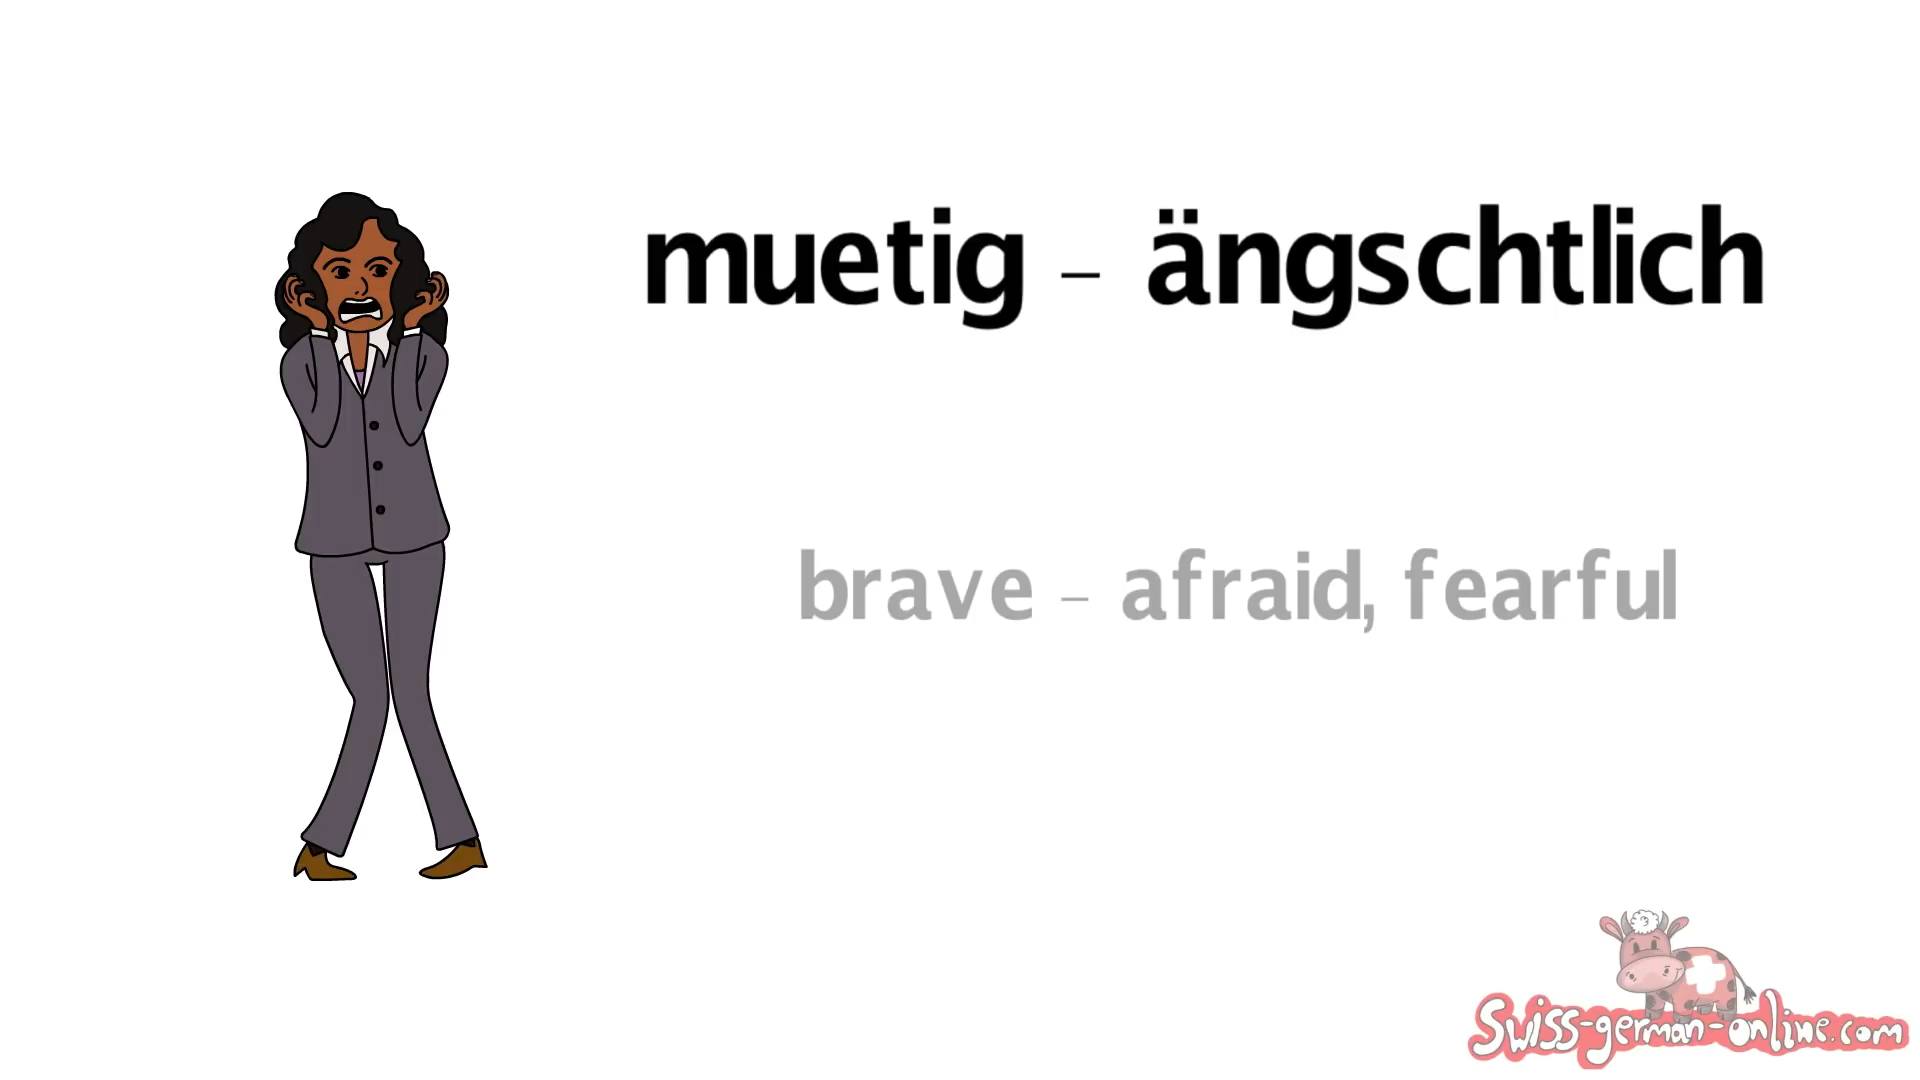 muetig – ängschtlich
brave – afraid, fearful
Swiss-german-online.com